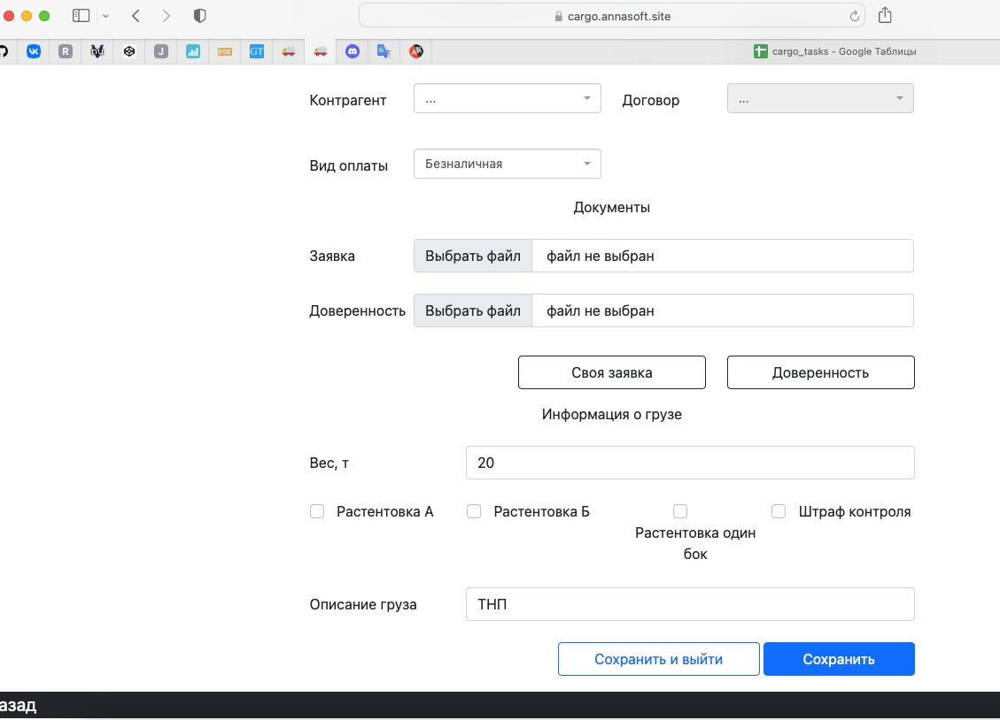 cargo.annasoft.site
R
J
PGE
GT
cargo_tasks - Google Таблицы
Контрагент ... Договор ...
Вид оплаты Безналичная
Документы
Заявка Выбрать файл файл не выбран
Доверенность Выбрать файл файл не выбран
Своя заявка Доверенность
Информация о грузе
Вес, т 20
Растентовка А Растентовка Б Растентовка один Штраф контроля
бок
Описание груза ТНП
Сохранить и выйти Сохранить
азад